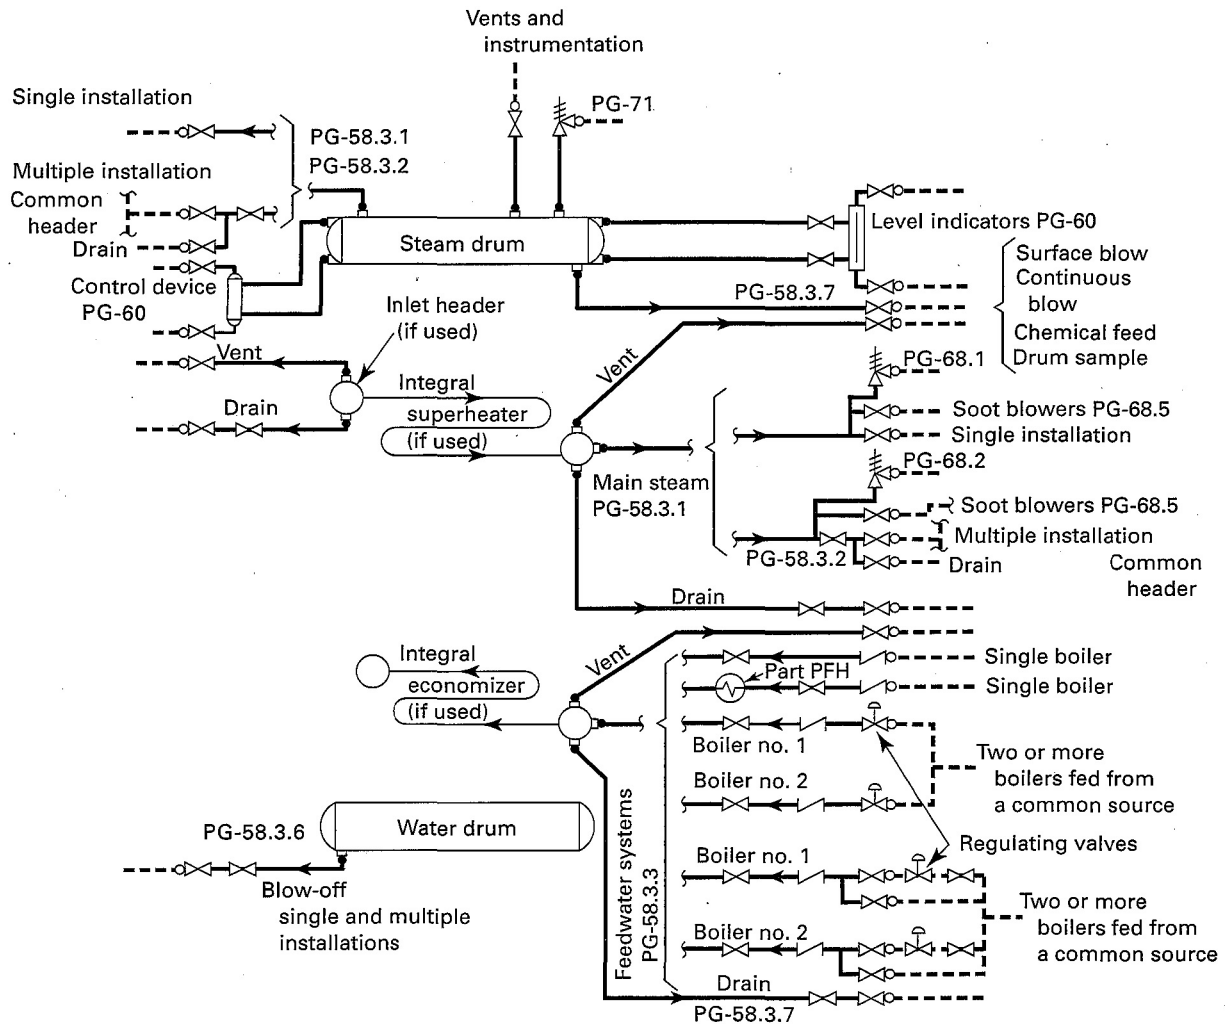 Vents and
instrumentation
Single installation
PG-71
PG-58.3.1
PG-58.3.2
Multiple installation
Common
header
Drain
Steam drum
Level indicators PG-60
Control device
PG-60
Surface blow
Continuous
blow
Chemical feed
Drum sample
PG-58.3.7
Inlet header
(if used)
Vent
Drain
Integral
superheater
(if used)
Vent
PG-68.1
Soot blowers PG-68.5
Single installation
PG-68.2
Main steam
PG-58.3.1
Soot blowers PG-68.5
Multiple installation
PG-58.3.2
Drain
Common
header
Drain
Vent
Integral
economizer
(if used)
Single boiler
Part PFH
Single boiler
Boiler no. 1
Boiler no. 2
Two or more
boilers fed from
a common source
Regulating valves
PG-58.3.6
Water drum
Blow-off
single and multiple
installations
Feedwater systems
PG-58.3.3
Boiler no. 1
Boiler no. 2
Two or more
boilers fed from
a common source
Drain
PG-58.3.7